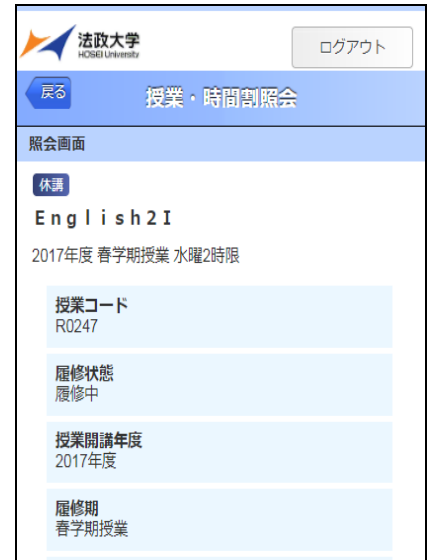 法政大学
HOSEI University
ログアウト
戻る
授業・時間割照会
照会画面
休講
Ｅｎｇｌｉｓｈ２Ｉ
2017年度 春学期授業 水曜2時限
授業コード
R0247
履修状態
履修中
授業開講年度
2017年度
履修期
春学期授業